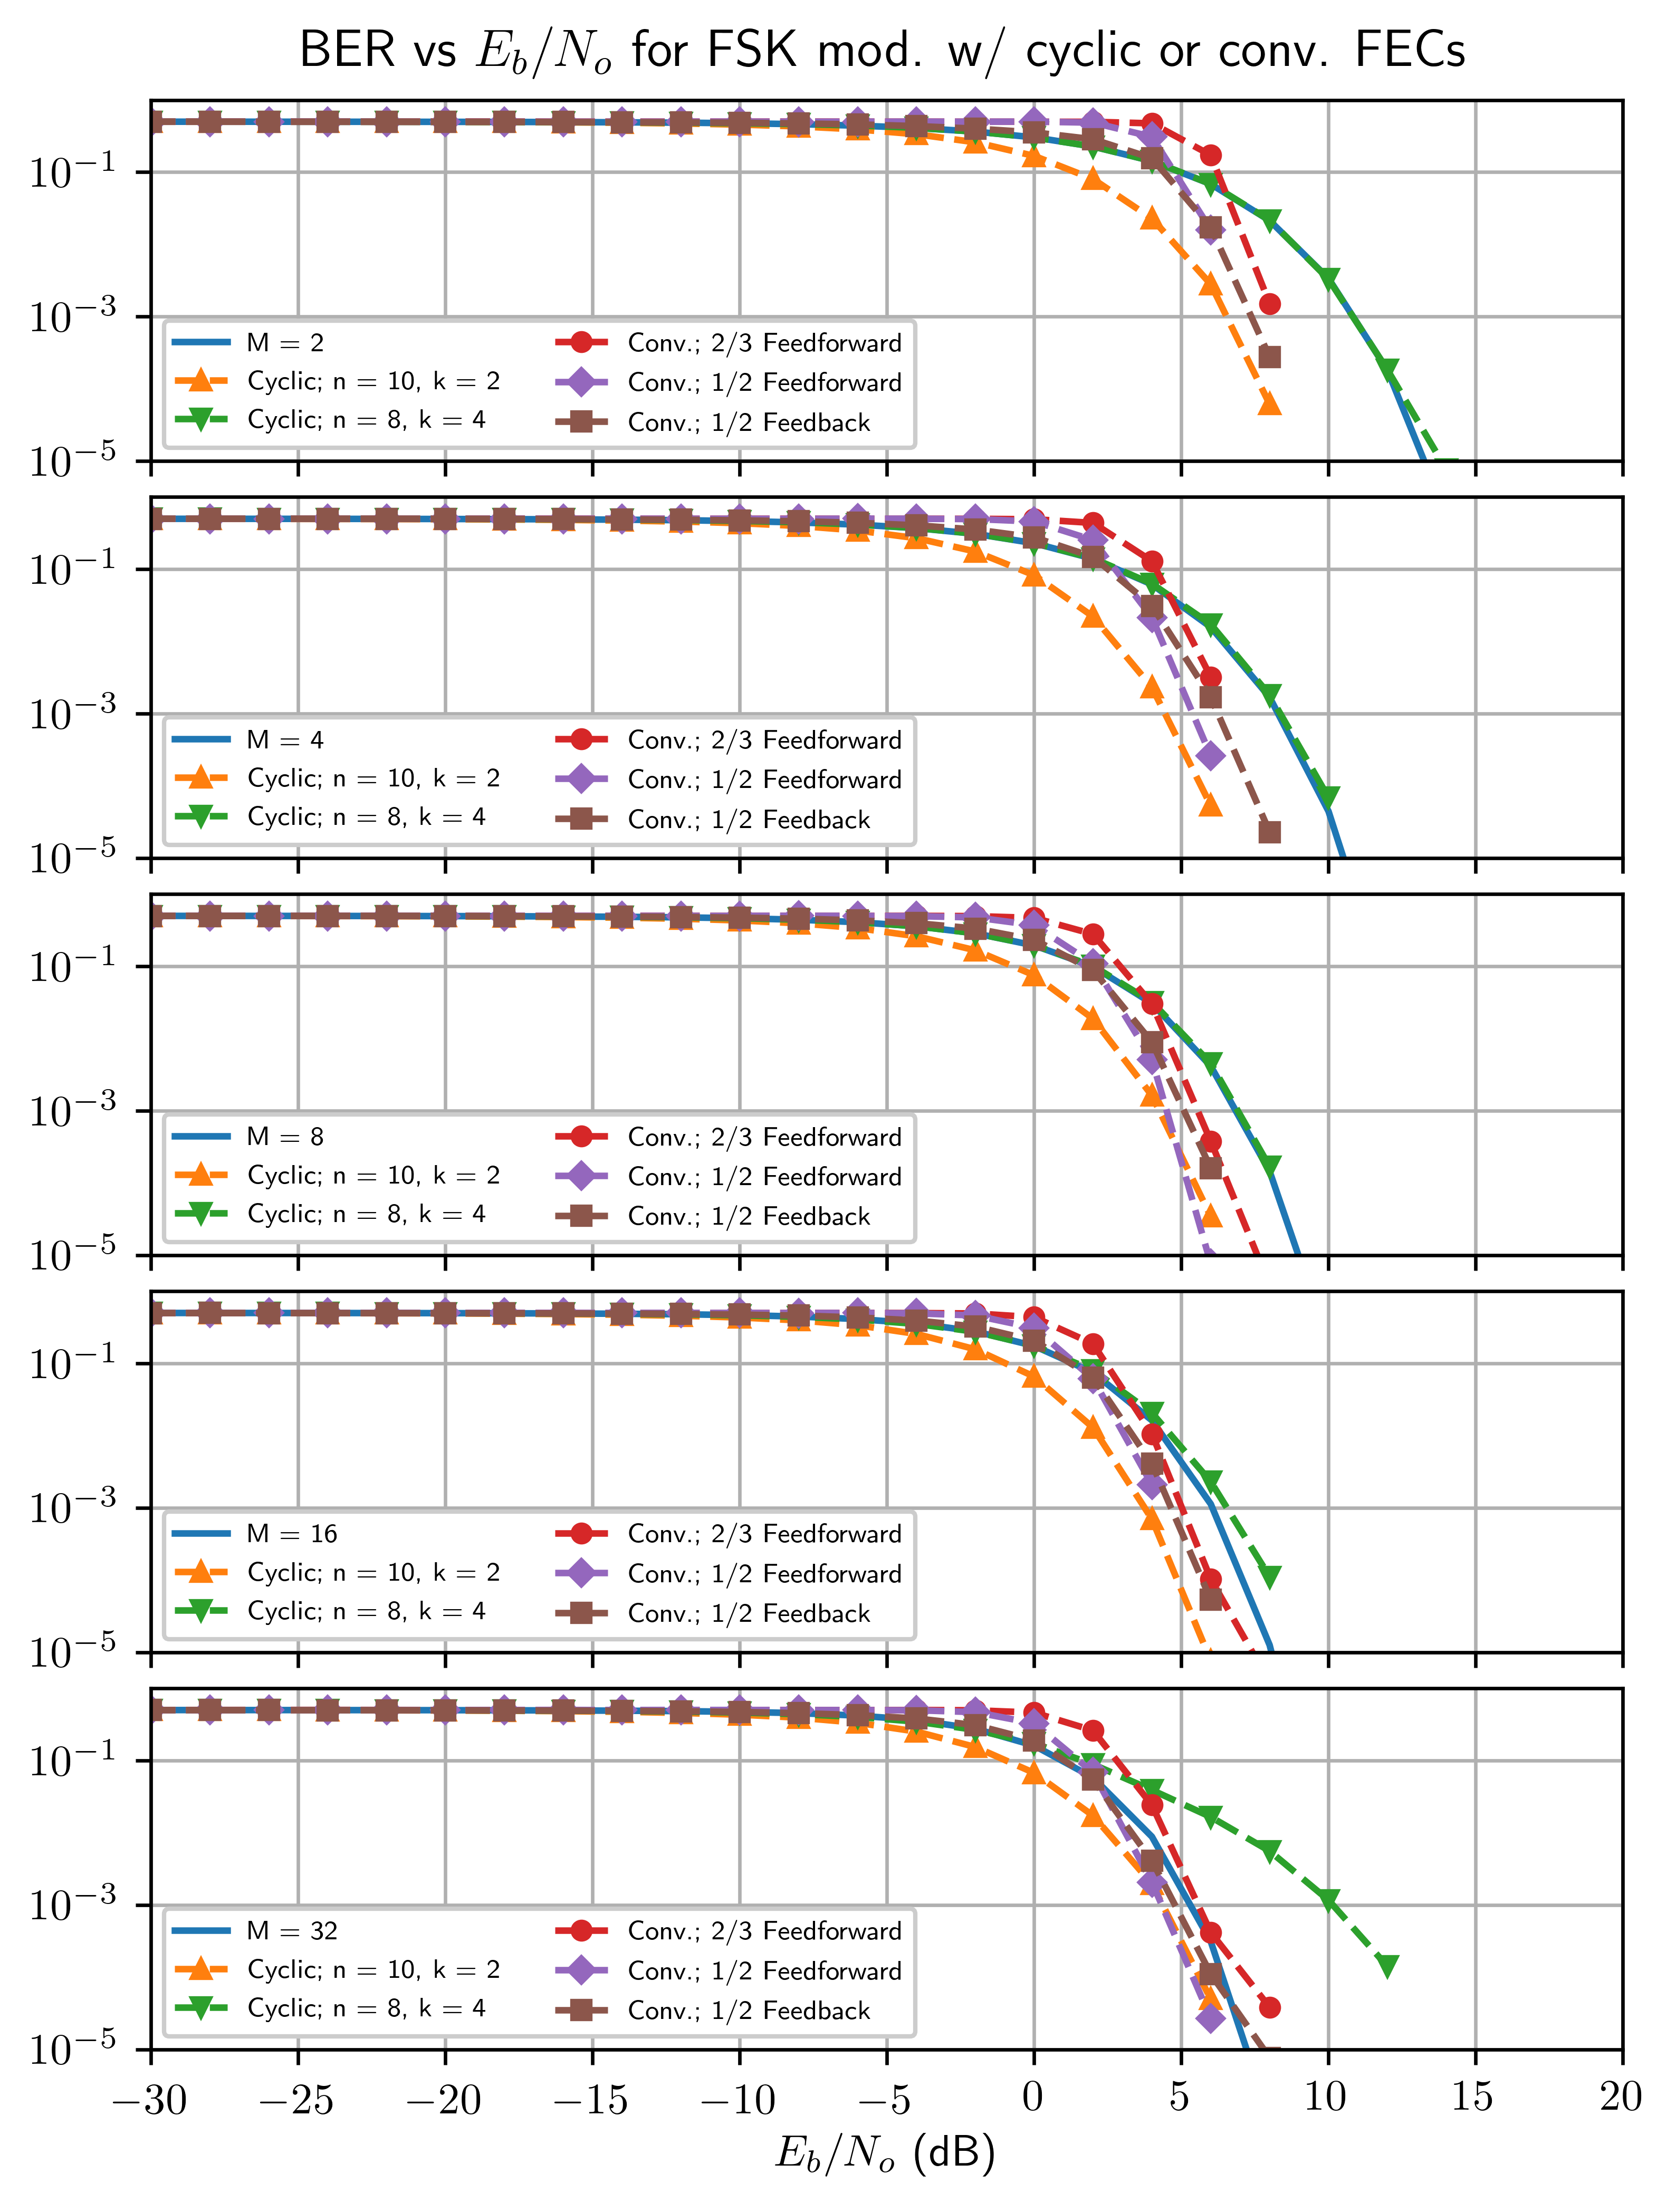 BER vs E_b/N_o for FSK mod. w/ cyclic or conv. FECs
10^−1
10^−3
10^−5
M = 2
Cyclic; n = 10, k = 2
Cyclic; n = 8, k = 4
Conv.; 2/3 Feedforward
Conv.; 1/2 Feedforward
Conv.; 1/2 Feedback
10^−1
10^−3
10^−5
M = 4
Cyclic; n = 10, k = 2
Cyclic; n = 8, k = 4
Conv.; 2/3 Feedforward
Conv.; 1/2 Feedforward
Conv.; 1/2 Feedback
10^−1
10^−3
10^−5
M = 8
Cyclic; n = 10, k = 2
Cyclic; n = 8, k = 4
Conv.; 2/3 Feedforward
Conv.; 1/2 Feedforward
Conv.; 1/2 Feedback
10^−1
10^−3
10^−5
M = 16
Cyclic; n = 10, k = 2
Cyclic; n = 8, k = 4
Conv.; 2/3 Feedforward
Conv.; 1/2 Feedforward
Conv.; 1/2 Feedback
10^−1
10^−3
10^−5
M = 32
Cyclic; n = 10, k = 2
Cyclic; n = 8, k = 4
Conv.; 2/3 Feedforward
Conv.; 1/2 Feedforward
Conv.; 1/2 Feedback
−30 −25 −20 −15 −10 −5 0 5 10 15 20
E_b/N_o (dB)